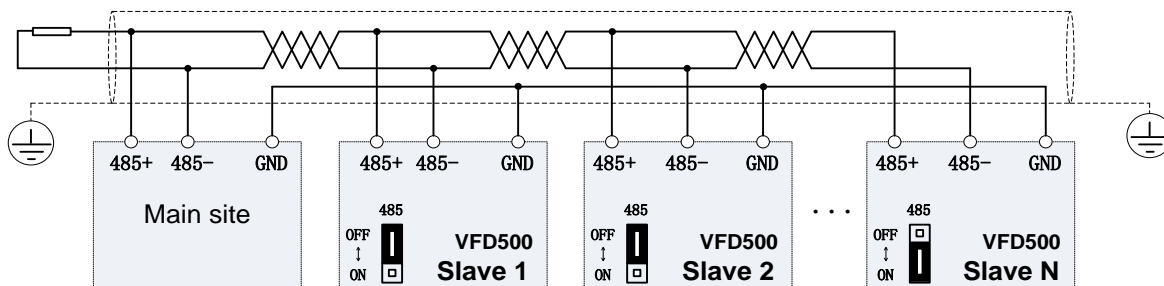 485+ 485- GND 485+ 485- GND 485+ 485- GND 485+ 485- GND
Main site
485
OFF
↕
ON
VFD500
Slave 1
485
OFF
↕
ON
VFD500
Slave 2
...
485
OFF
↕
ON
VFD500
Slave N